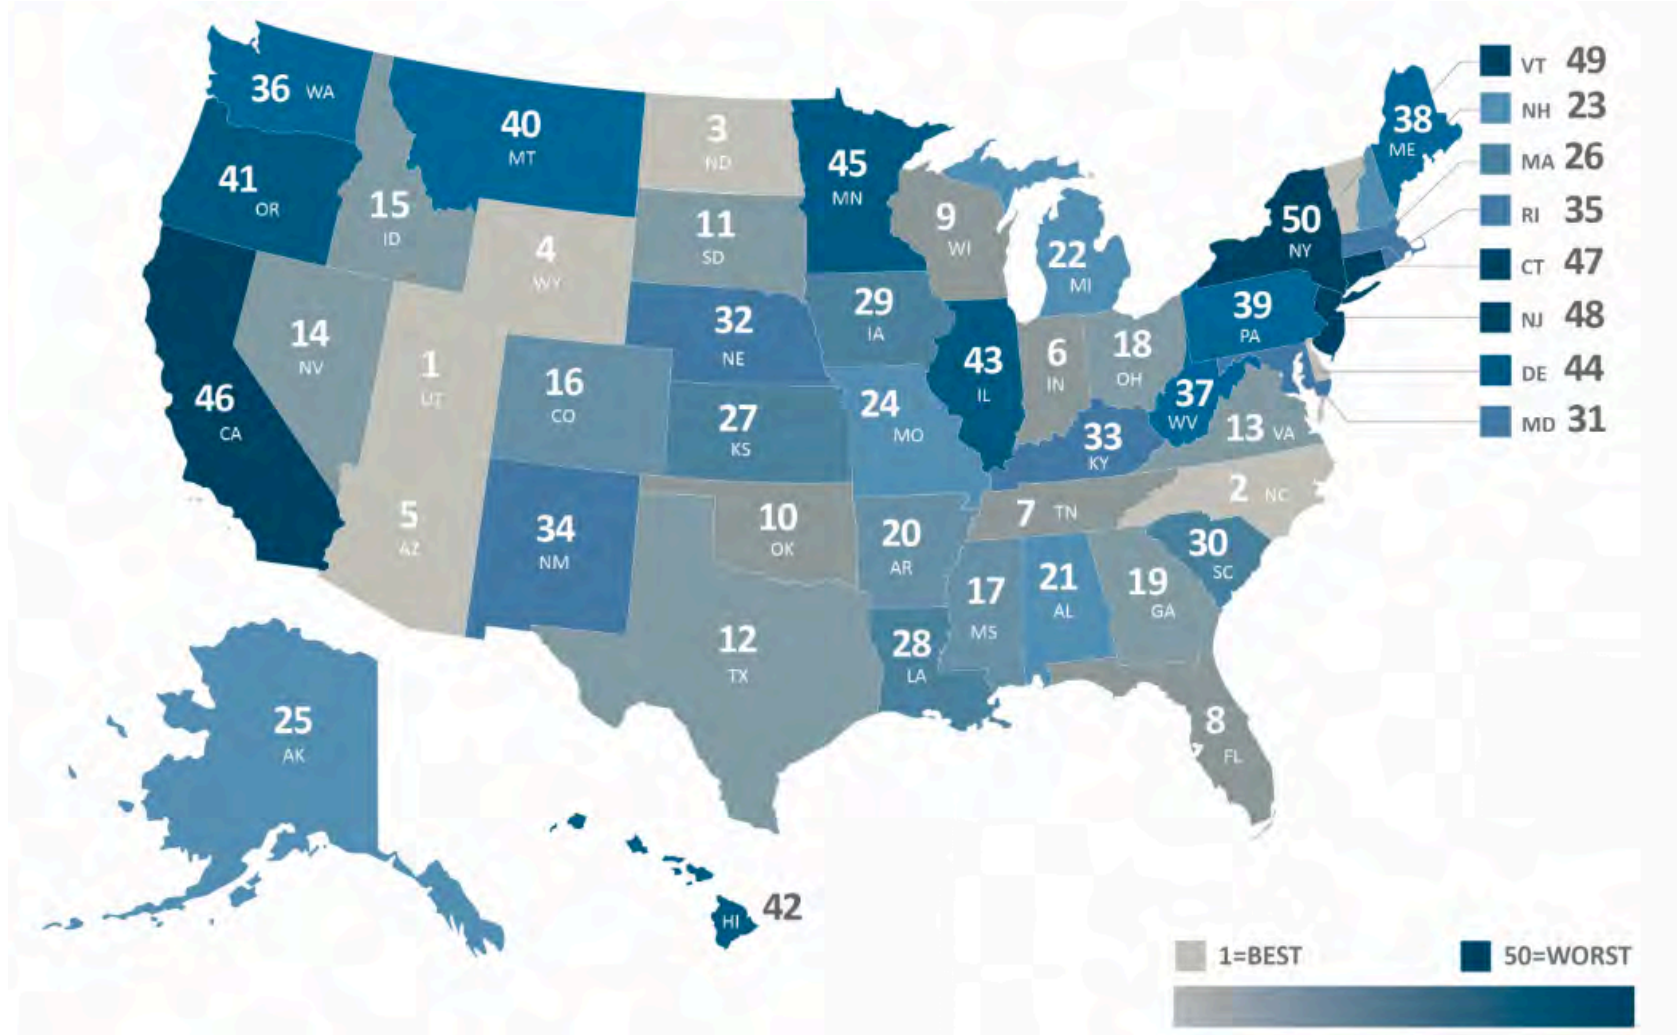 36 WA
40
MT
3
ND
45
MN
38
ME
VT 49
NH 23
MA 26
RI 35
CT 47
NJ 48
DE 44
MD 31
41
OR
15
ID
4
WY
11
SD
9
WI
22
MI
50
NY
14
NV
1
UT
16
CO
32
NE
29
IA
43
IL
6
IN
18
OH
39
PA
46
CA
27
KS
24
MO
33
KY
37
WV
13 VA
5
AZ
34
NM
10
OK
20
AR
7 TN
2 NC
30
SC
12
TX
28
LA
17
MS
21
AL
19
GA
8
FL
25
AK
HI 42
1=BEST
50=WORST